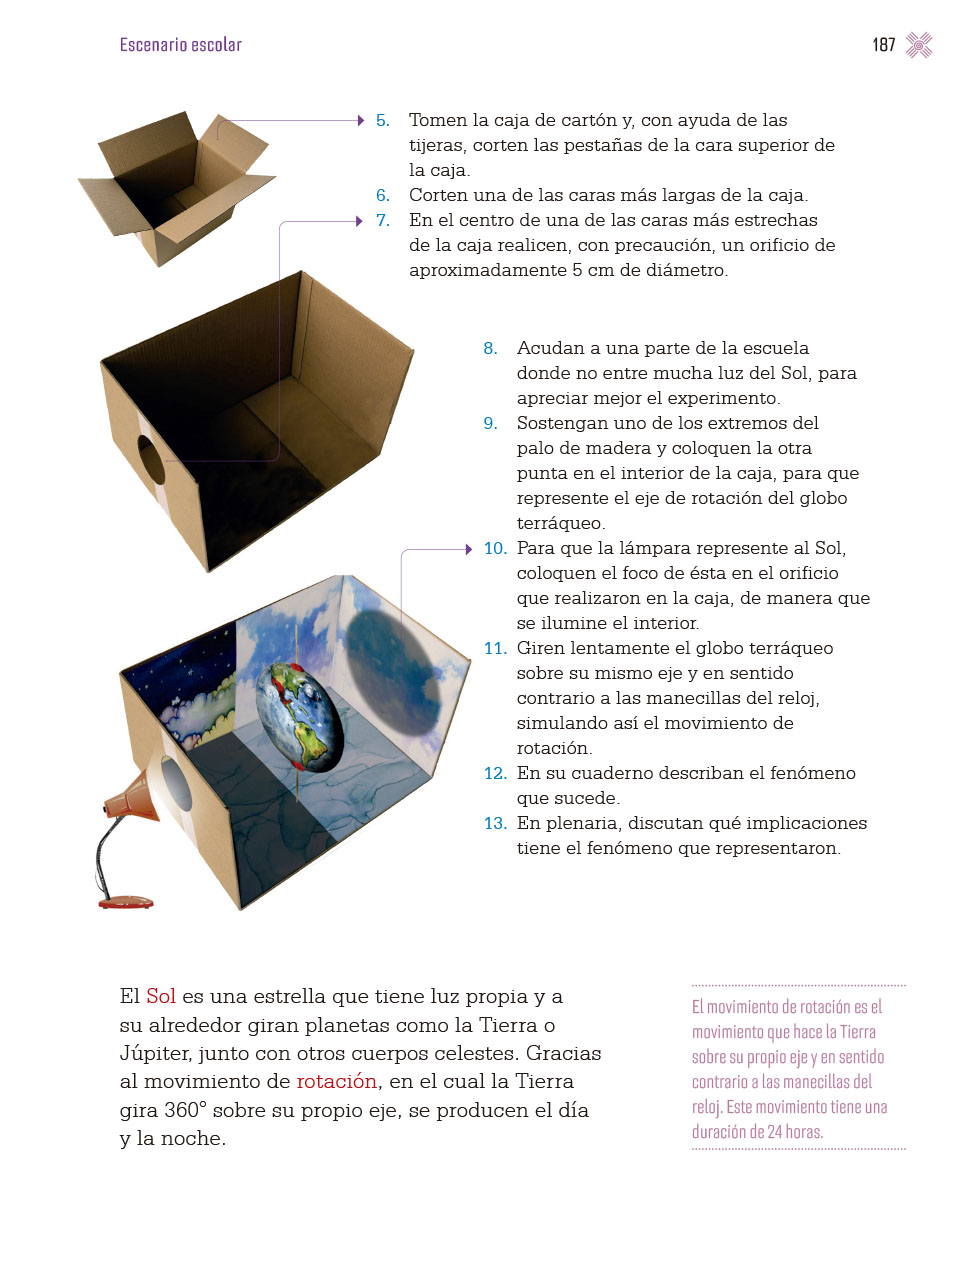 Escenario escolar
187
5. Tomen la caja de cartón y, con ayuda de las
tijeras, corten las pestañas de la cara superior de
la caja.
6. Corten una de las caras más largas de la caja.
7. En el centro de una de las caras más estrechas
de la caja realicen, con precaución, un orificio de
aproximadamente 5 cm de diámetro.
8. Acudan a una parte de la escuela
donde no entre mucha luz del Sol, para
apreciar mejor el experimento.
9. Sostengan uno de los extremos del
palo de madera y coloquen la otra
punta en el interior de la caja, para que
represente el eje de rotación del globo
terráqueo.
10. Para que la lámpara represente al Sol,
coloquen el foco de ésta en el orificio
que realizaron en la caja, de manera que
se ilumine el interior.
11. Giren lentamente el globo terráqueo
sobre su mismo eje y en sentido
contrario a las manecillas del reloj,
simulando así el movimiento de
rotación.
12. En su cuaderno describan el fenómeno
que sucede.
13. En plenaria, discutan qué implicaciones
tiene el fenómeno que representaron.
El Sol es una estrella que tiene luz propia y a
su alrededor giran planetas como la Tierra o
Júpiter, junto con otros cuerpos celestes. Gracias
al movimiento de rotación, en el cual la Tierra
gira 360° sobre su propio eje, se producen el día
y la noche.
El movimiento de rotación es el
movimiento que hace la Tierra
sobre su propio eje y en sentido
contrario a las manecillas del
reloj. Este movimiento tiene una
duración de 24 horas.